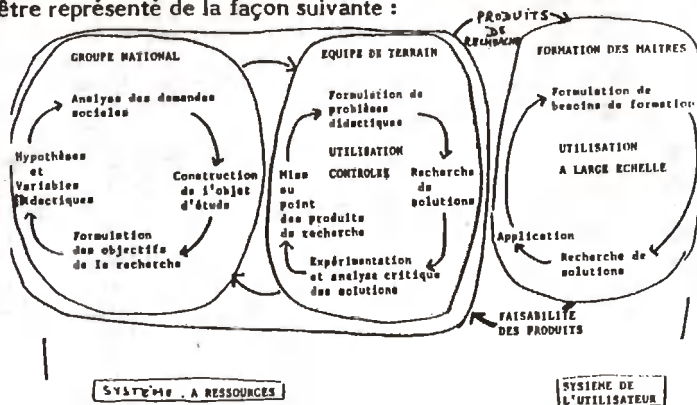 être représenté de la façon suivante :
PRODUITS
DE
RECHERCHE
GROUPE NATIONAL
Analyse des demandes
sociales
Hypothèses
et
Variables
Didactiques
Construction
de l'objet
d'étude
Formulation
des objectifs
de la recherche
EQUIPE DE TERRAIN
Formulation de
problèmes
didactiques
UTILISATION
CONTROLEE
Mise
au
point
des produits
de recherche
Recherche
de
solutions
Expérimentation
et analyse critique
des solutions
FORMATION DES MAITRES
Formulation de
besoins de formation
UTILISATION
A LARGE ECHELLE
Application
Recherche de
solutions
FAISABILITE
DES PRODUITS
SYSTEME A RESSOURCES
SYSTEME DE
L'UTILISATEUR